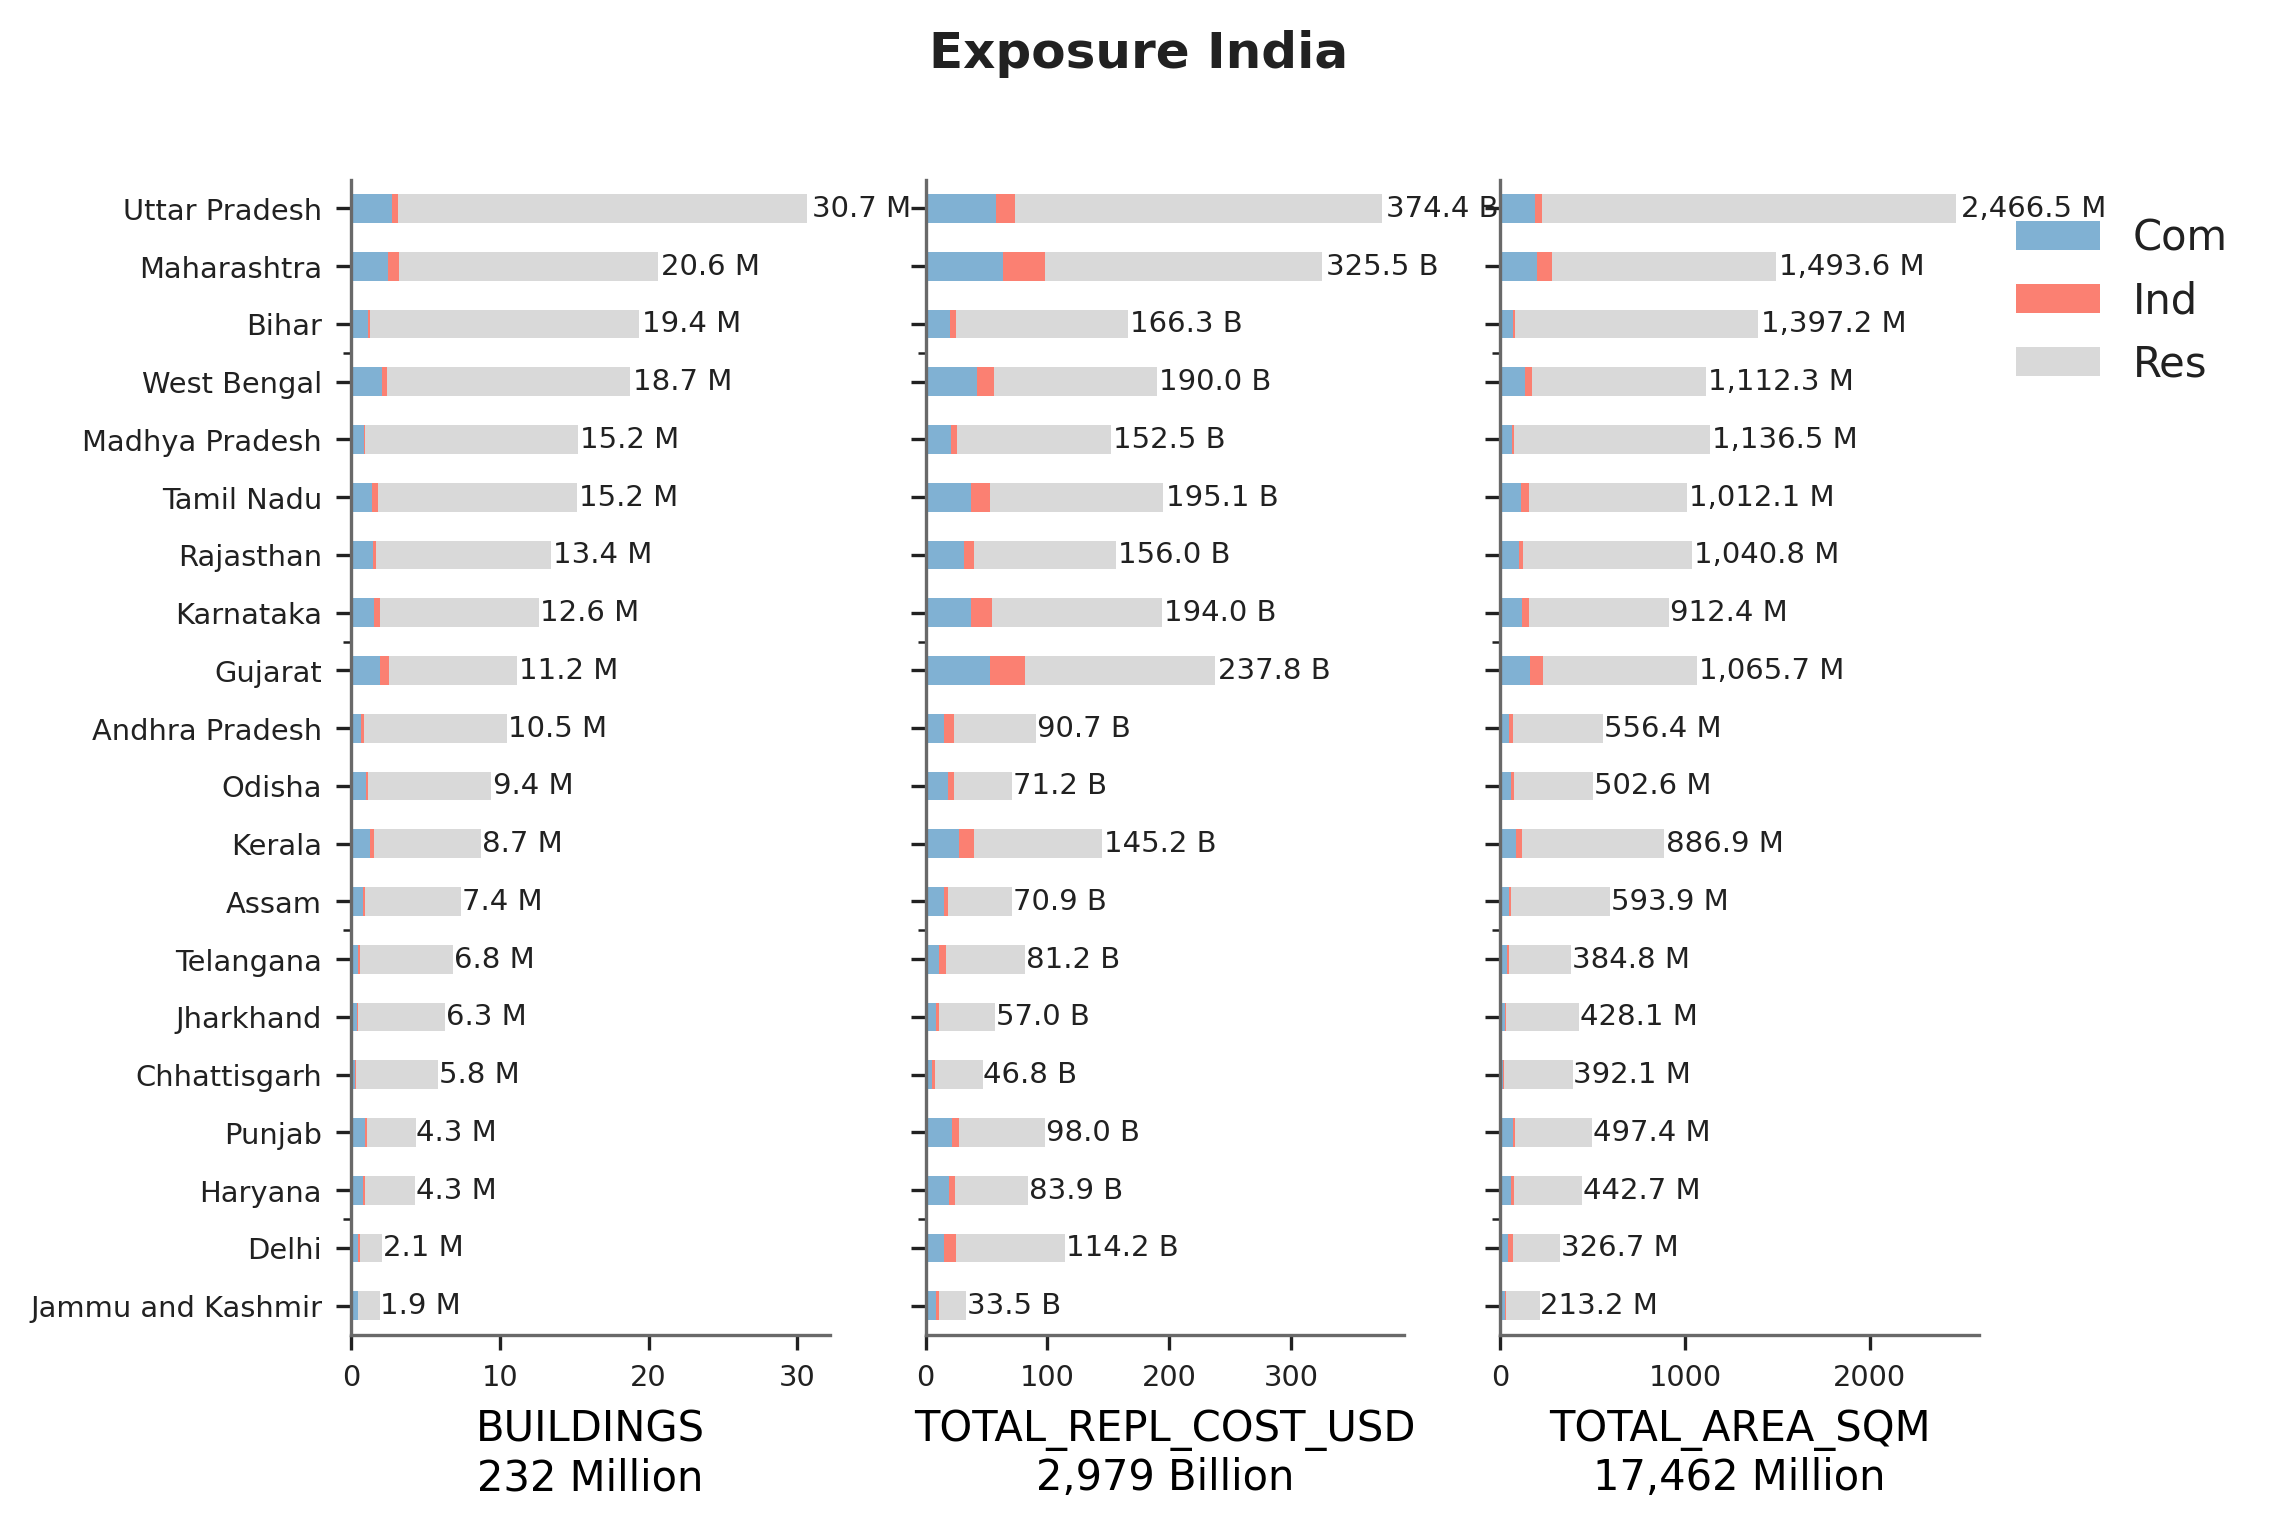 Exposure India
Uttar Pradesh 30.7 M 374.4 B 2,466.5 M
Com
Maharashtra 20.6 M 325.5 B 1,493.6 M
Ind
Bihar 19.4 M 166.3 B 1,397.2 M
Res
West Bengal 18.7 M 190.0 B 1,112.3 M
Madhya Pradesh 15.2 M 152.5 B 1,136.5 M
Tamil Nadu 15.2 M 195.1 B 1,012.1 M
Rajasthan 13.4 M 156.0 B 1,040.8 M
Karnataka 12.6 M 194.0 B 912.4 M
Gujarat 11.2 M 237.8 B 1,065.7 M
Andhra Pradesh 10.5 M 90.7 B 556.4 M
Odisha 9.4 M 71.2 B 502.6 M
Kerala 8.7 M 145.2 B 886.9 M
Assam 7.4 M 70.9 B 593.9 M
Telangana 6.8 M 81.2 B 384.8 M
Jharkhand 6.3 M 57.0 B 428.1 M
Chhattisgarh 5.8 M 46.8 B 392.1 M
Punjab 4.3 M 98.0 B 497.4 M
Haryana 4.3 M 83.9 B 442.7 M
Delhi 2.1 M 114.2 B 326.7 M
Jammu and Kashmir 1.9 M 33.5 B 213.2 M
0 10 20 30 0 100 200 300 0 1000 2000
BUILDINGS TOTAL_REPL_COST_USD TOTAL_AREA_SQM
232 Million 2,979 Billion 17,462 Million